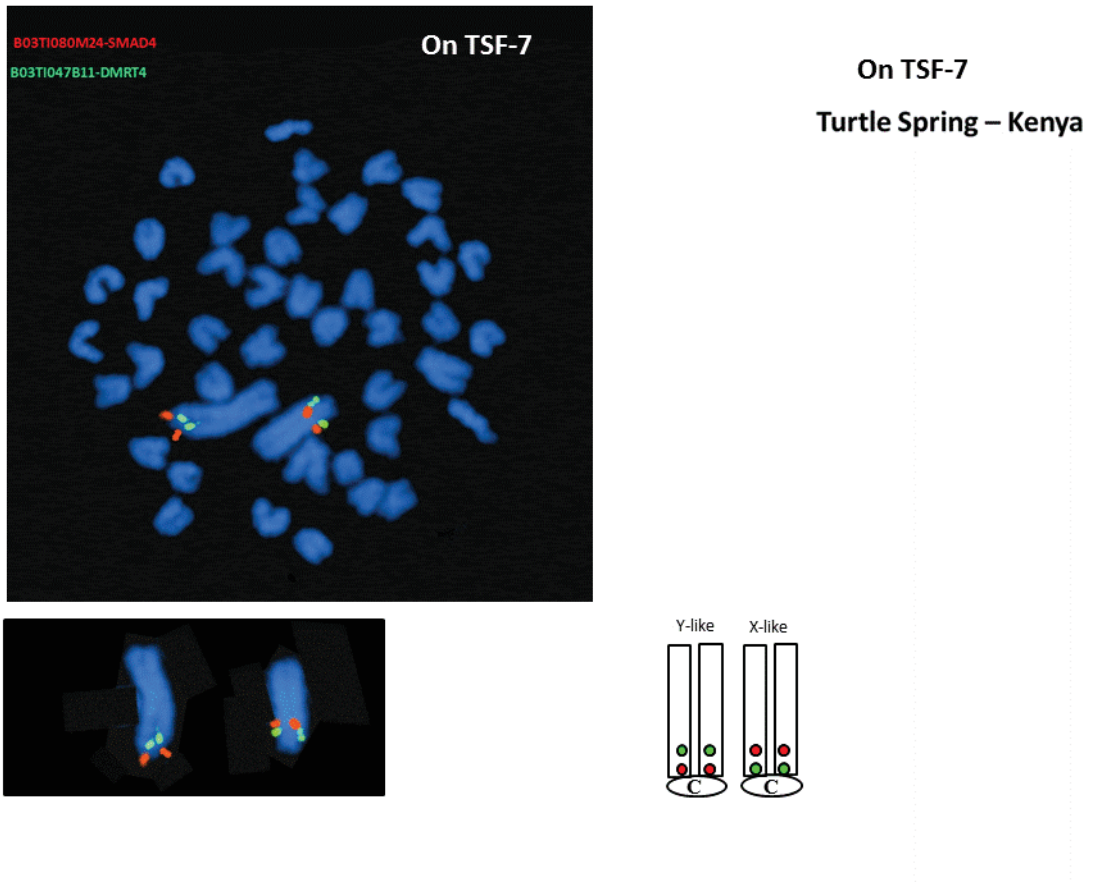 B03TI080M24-SMAD4
B03TI047B11-DMRT4
On TSF-7
On TSF-7
Turtle Spring – Kenya
Y-like X-like
C C